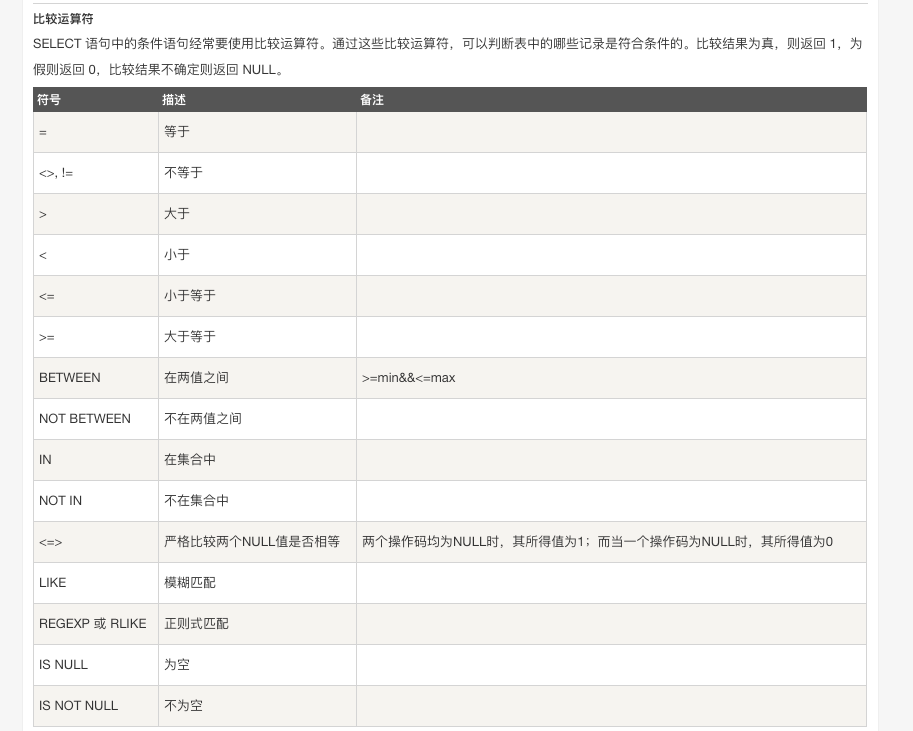 比较运算符
SELECT 语句中的条件语句经常要使用比较运算符。通过这些比较运算符，可以判断表中的哪些记录是符合条件的。比较结果为真，则返回 1，为
假则返回 0，比较结果不确定则返回 NULL。
符号 描述 备注
= 等于
<>, != 不等于
> 大于
< 小于
<= 小于等于
>= 大于等于
BETWEEN 在两值之间 >=min&&<=max
NOT BETWEEN 不在两值之间
IN 在集合中
NOT IN 不在集合中
<=> 严格比较两个NULL值是否相等 两个操作码均为NULL时，其所得值为1；而当一个操作码为NULL时，其所得值为0
LIKE 模糊匹配
REGEXP 或 RLIKE 正则式匹配
IS NULL 为空
IS NOT NULL 不为空